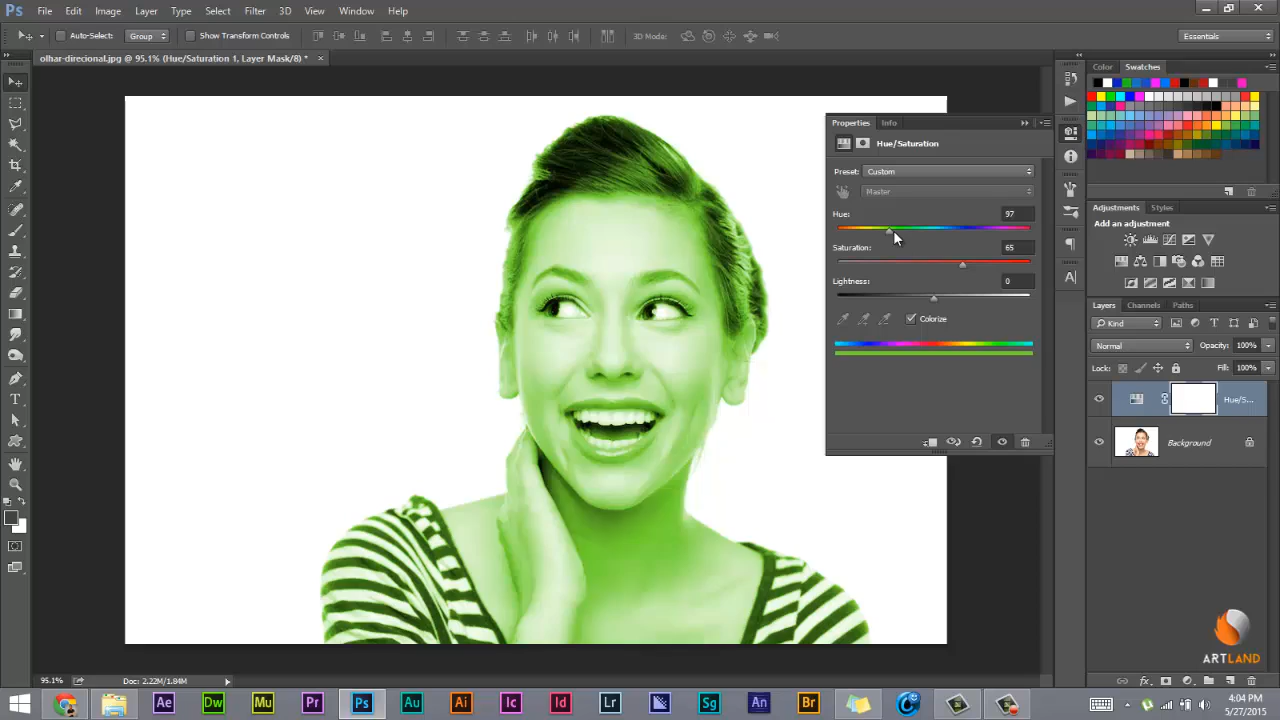 Ps File Edit Image Layer Type Select Filter 3D View Window Help
Auto-Select: Group Show Transform Controls 3D Mode: Essentials
olhar-direcional.jpg @ 95.1% (Hue/Saturation 1, Layer Mask/8) * ×
Color Swatches
Properties Info
Hue/Saturation
Preset: Custom
Master
Hue: 97
Saturation: 65
Lightness: 0
Colorize
Adjustments Styles
Add an adjustment
Layers Channels Paths
Kind
Normal Opacity: 100%
Lock: Fill: 100%
Hue/S...
Background
ARTLAND
95.1% Doc: 2.22M/1.84M
Ae Dw Mu Pr Ps Au Ai Ic Id Lr Sg An Br
4:04 PM
5/27/2015